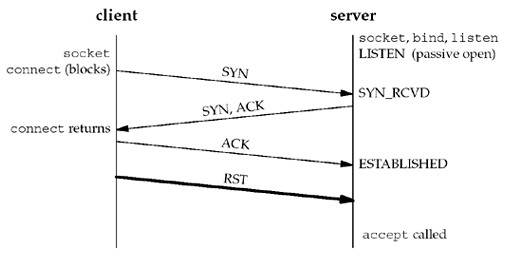 client
server
socket
connect (blocks)
socket, bind, listen
LISTEN (passive open)
SYN
SYN_RCVD
SYN, ACK
connect returns
ACK
ESTABLISHED
RST
accept called